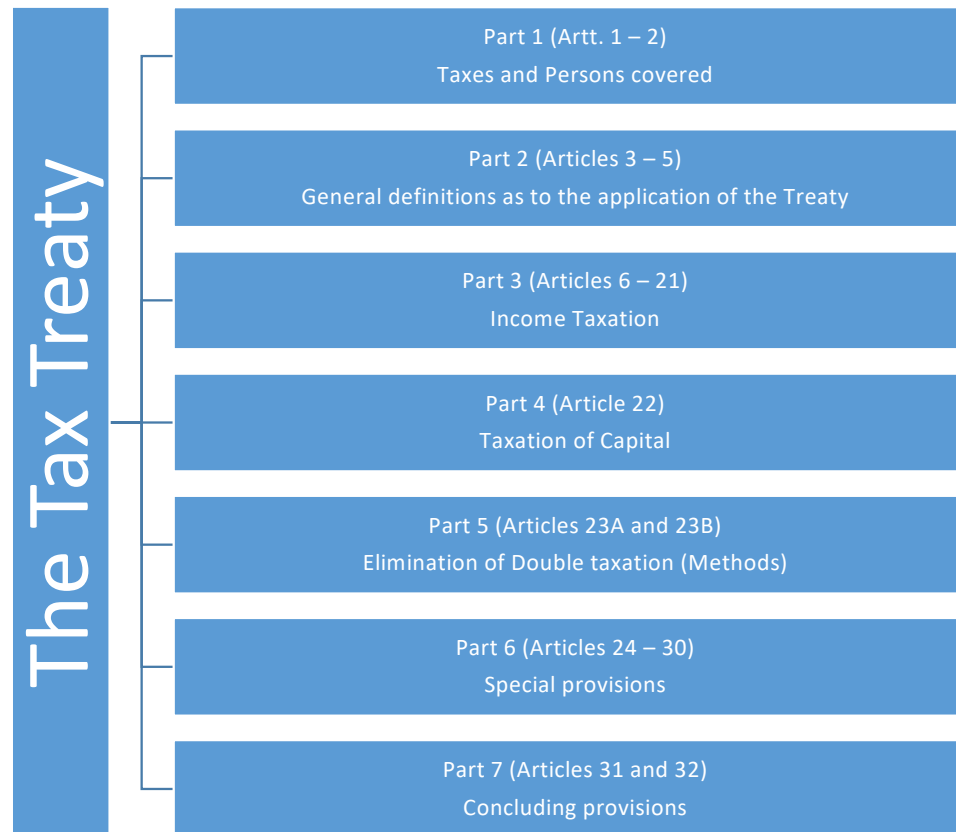 The Tax Treaty
Part 1 (Artt. 1 – 2)
Taxes and Persons covered
Part 2 (Articles 3 – 5)
General definitions as to the application of the Treaty
Part 3 (Articles 6 – 21)
Income Taxation
Part 4 (Article 22)
Taxation of Capital
Part 5 (Articles 23A and 23B)
Elimination of Double taxation (Methods)
Part 6 (Articles 24 – 30)
Special provisions
Part 7 (Articles 31 and 32)
Concluding provisions